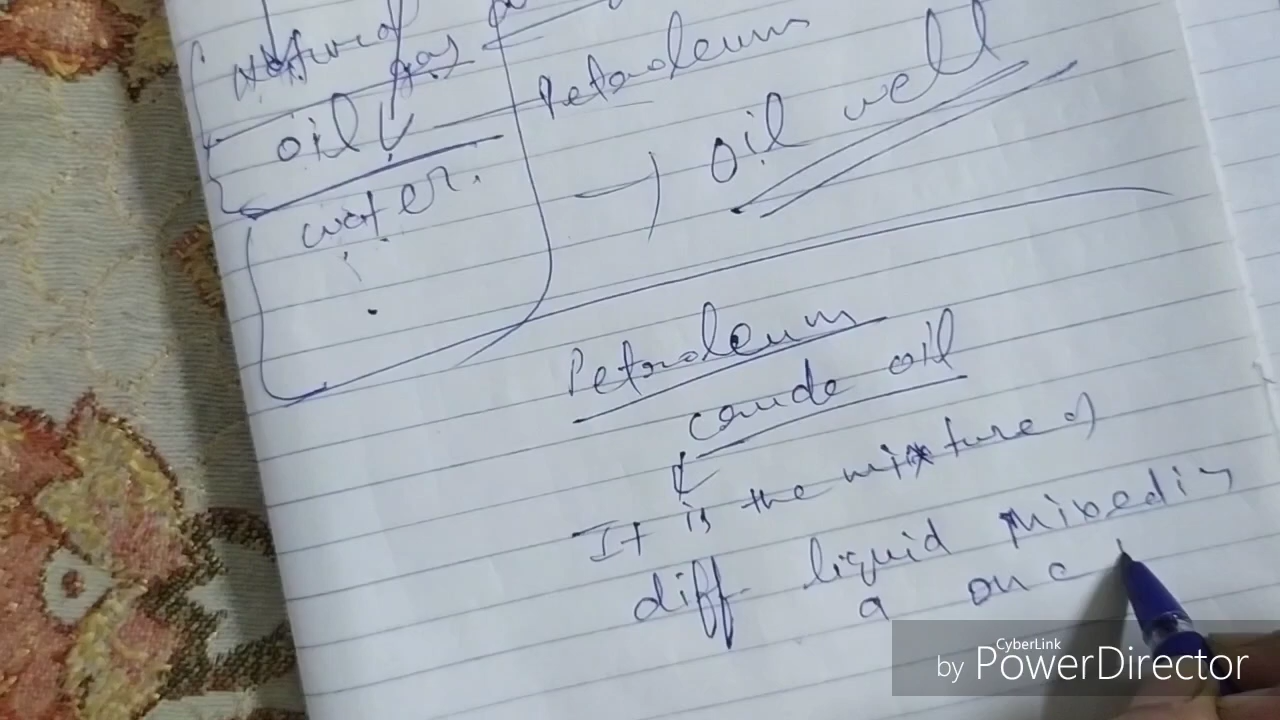 Natural
gas
oil
Petroleum
water.
oil well
Petroleum
crude oil
It is the mixture of
diff liquid mixed in
a one
CyberLink
by PowerDirector